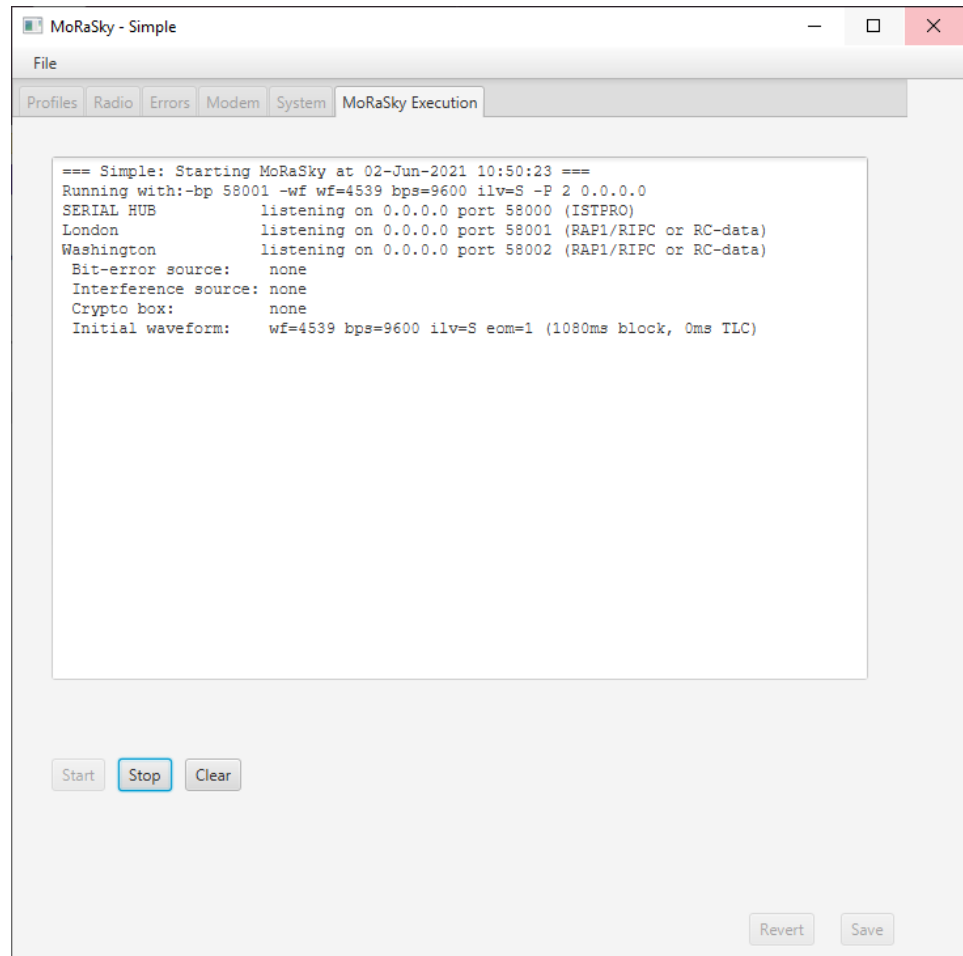 MoRaSky - Simple
File
Profiles Radio Errors Modem System MoRaSky Execution
=== Simple: Starting MoRaSky at 02-Jun-2021 10:50:23 ===
Running with:-bp 58001 -wf wf=4539 bps=9600 ilv=S -P 2 0.0.0.0
SERIAL HUB listening on 0.0.0.0 port 58000 (ISTPRO)
London listening on 0.0.0.0 port 58001 (RAP1/RIPC or RC-data)
Washington listening on 0.0.0.0 port 58002 (RAP1/RIPC or RC-data)
Bit-error source: none
Interference source: none
Crypto box: none
Initial waveform: wf=4539 bps=9600 ilv=S eom=1 (1080ms block, 0ms TLC)
Start Stop Clear
Revert Save